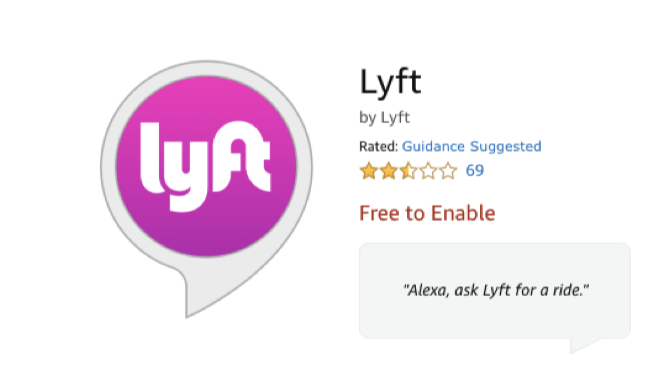 lyft
Lyft
by Lyft
Rated: Guidance Suggested
69
Free to Enable
"Alexa, ask Lyft for a ride."